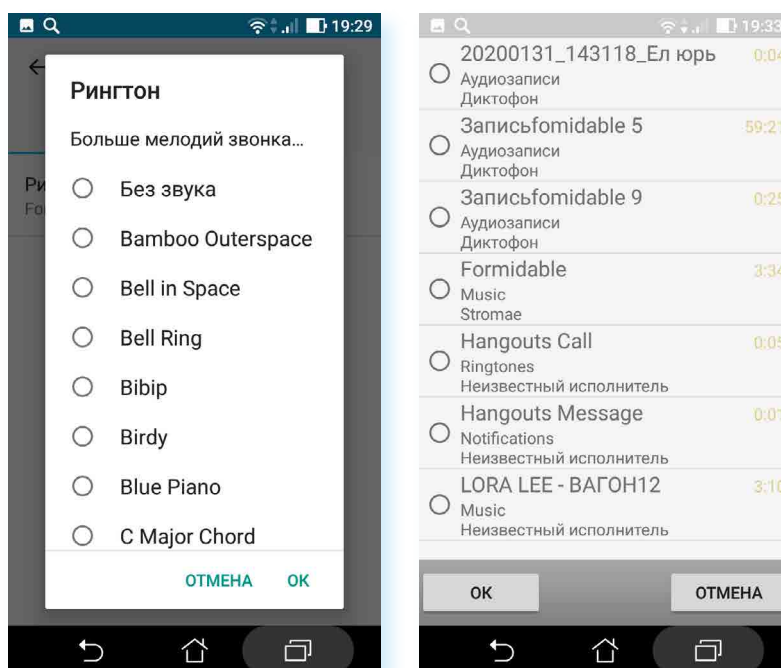 19:29
Рингтон
Больше мелодий звонка...
Ри
Fo
Без звука
Bamboo Outerspace
Bell in Space
Bell Ring
Bibip
Birdy
Blue Piano
C Major Chord
ОТМЕНА
ОК
19:33
20200131_143118_Ел юрь
0:04
Аудиозаписи
Диктофон
Записьfomidable 5
59:21
Аудиозаписи
Диктофон
Записьfomidable 9
0:25
Аудиозаписи
Диктофон
Formidable
3:34
Music
Stromae
Hangouts Call
0:05
Ringtones
Неизвестный исполнитель
Hangouts Message
0:01
Notifications
Неизвестный исполнитель
LORA LEE - ВАГОН12
3:10
Music
Неизвестный исполнитель
ОК
ОТМЕНА